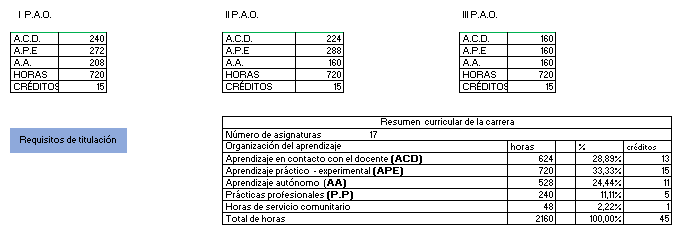 I P.A.O.
II P.A.O.
III P.A.O.
A.C.D. 240
A.P.E 272
A.A. 208
HORAS 720
CRÉDITOS 15
A.C.D. 224
A.P.E 288
A.A. 160
HORAS 720
CRÉDITOS 15
A.C.D. 160
A.P.E 160
A.A. 160
HORAS 720
CRÉDITOS 15
Requisitos de titulación
Resumen curricular de la carrera
Número de asignaturas 17
Organización del aprendizaje horas % créditos
Aprendizaje en contacto con el docente (ACD) 624 28,89% 13
Aprendizaje práctico - experimental (APE) 720 33,33% 15
Aprendizaje autónomo (AA) 528 24,44% 11
Prácticas profesionales (P.P) 240 11,11% 5
Horas de servicio comunitario 48 2,22% 1
Total de horas 2160 100,00% 45